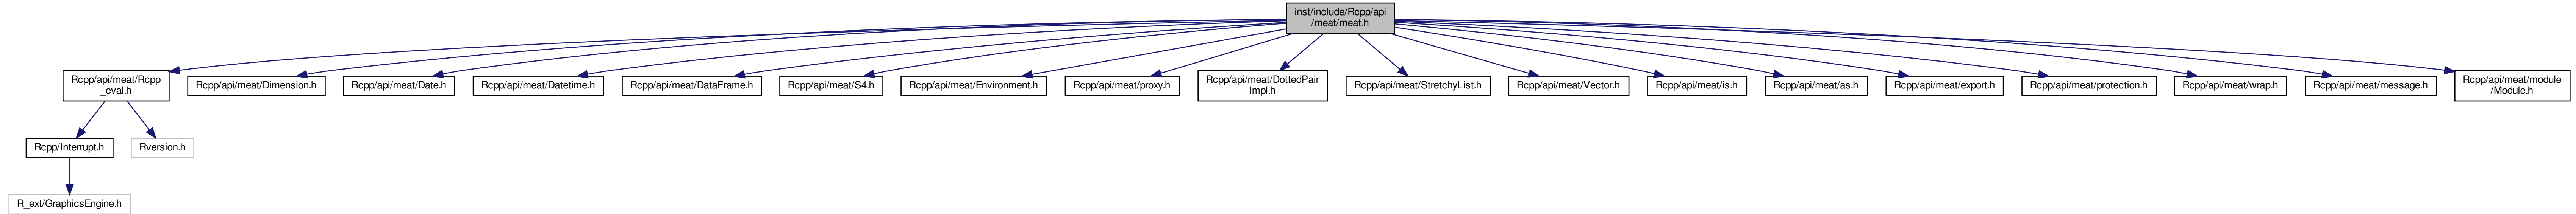 inst/include/Rcpp/api
/meat/meat.h
Rcpp/api/meat/Rcpp
_eval.h
Rcpp/api/meat/Dimension.h
Rcpp/api/meat/Date.h
Rcpp/api/meat/Datetime.h
Rcpp/api/meat/DataFrame.h
Rcpp/api/meat/S4.h
Rcpp/api/meat/Environment.h
Rcpp/api/meat/proxy.h
Rcpp/api/meat/DottedPair
Impl.h
Rcpp/api/meat/StretchyList.h
Rcpp/api/meat/Vector.h
Rcpp/api/meat/is.h
Rcpp/api/meat/as.h
Rcpp/api/meat/export.h
Rcpp/api/meat/protection.h
Rcpp/api/meat/wrap.h
Rcpp/api/meat/message.h
Rcpp/api/meat/module
/Module.h
Rcpp/Interrupt.h
Rversion.h
R_ext/GraphicsEngine.h